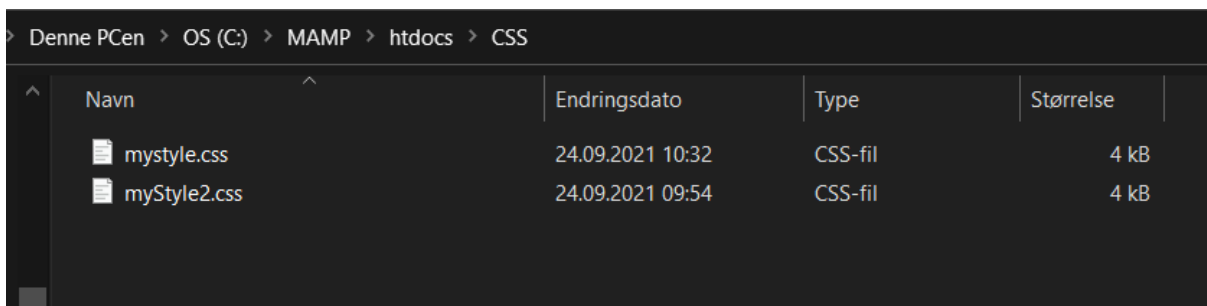 Denne PCen > OS (C:) > MAMP > htdocs > CSS
Navn Endringsdato Type Størrelse
mystyle.css 24.09.2021 10:32 CSS-fil 4 kB
myStyle2.css 24.09.2021 09:54 CSS-fil 4 kB